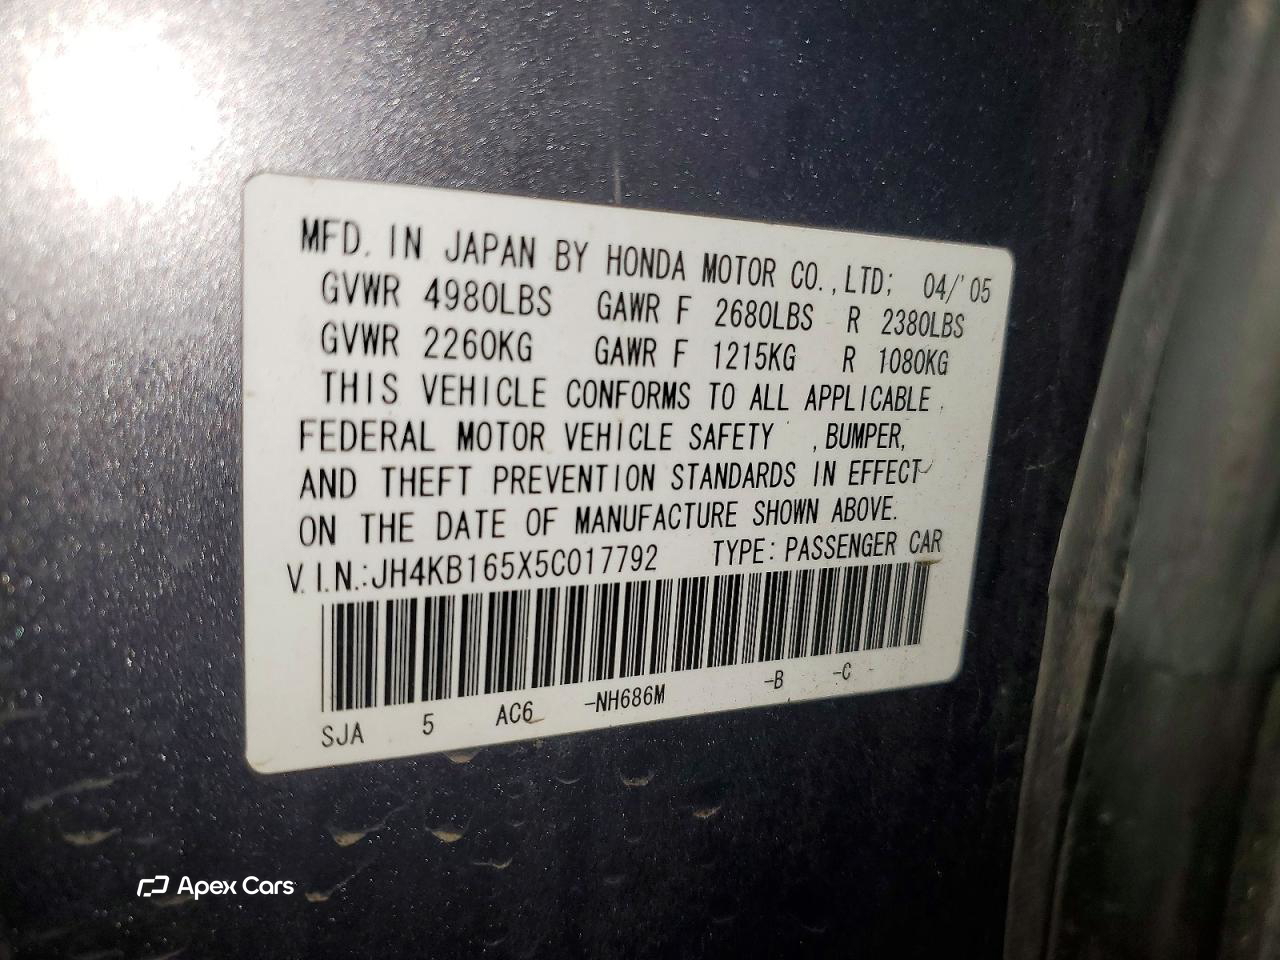 MFD. IN JAPAN BY HONDA MOTOR CO., LTD; 04/'05
GVWR 4980LBS GAWR F 2680LBS R 2380LBS
GVWR 2260KG GAWR F 1215KG R 1080KG
THIS VEHICLE CONFORMS TO ALL APPLICABLE
FEDERAL MOTOR VEHICLE SAFETY , BUMPER,
AND THEFT PREVENTION STANDARDS IN EFFECT
ON THE DATE OF MANUFACTURE SHOWN ABOVE.
V.I.N.:JH4KB165X5C017792 TYPE: PASSENGER CAR
SJA 5 AC6 -NH686M -B -C
Apex Cars